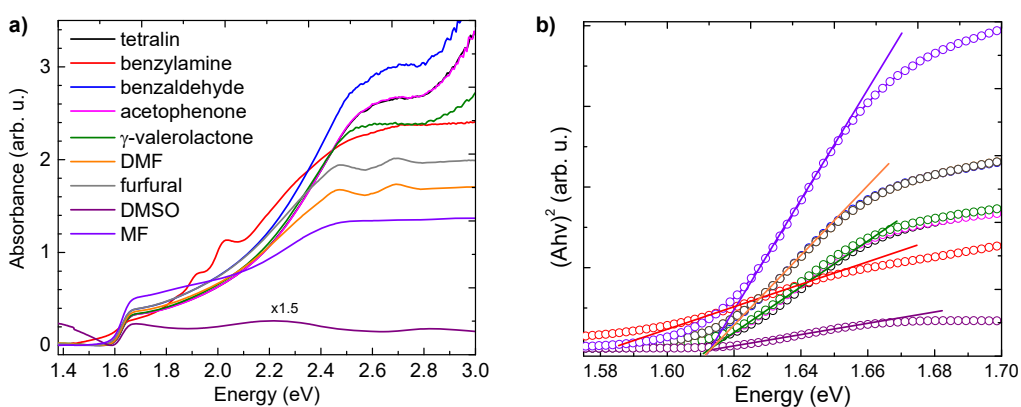 a)
Absorbance (arb. u.)
3
2
1
0
tetralin
benzylamine
benzaldehyde
acetophenone
γ-valerolactone
DMF
furfural
DMSO
MF
x1.5
1.4 1.6 1.8 2.0 2.2 2.4 2.6 2.8 3.0
Energy (eV)
b)
(Ahν)² (arb. u.)
1.58 1.60 1.62 1.64 1.66 1.68 1.70
Energy (eV)